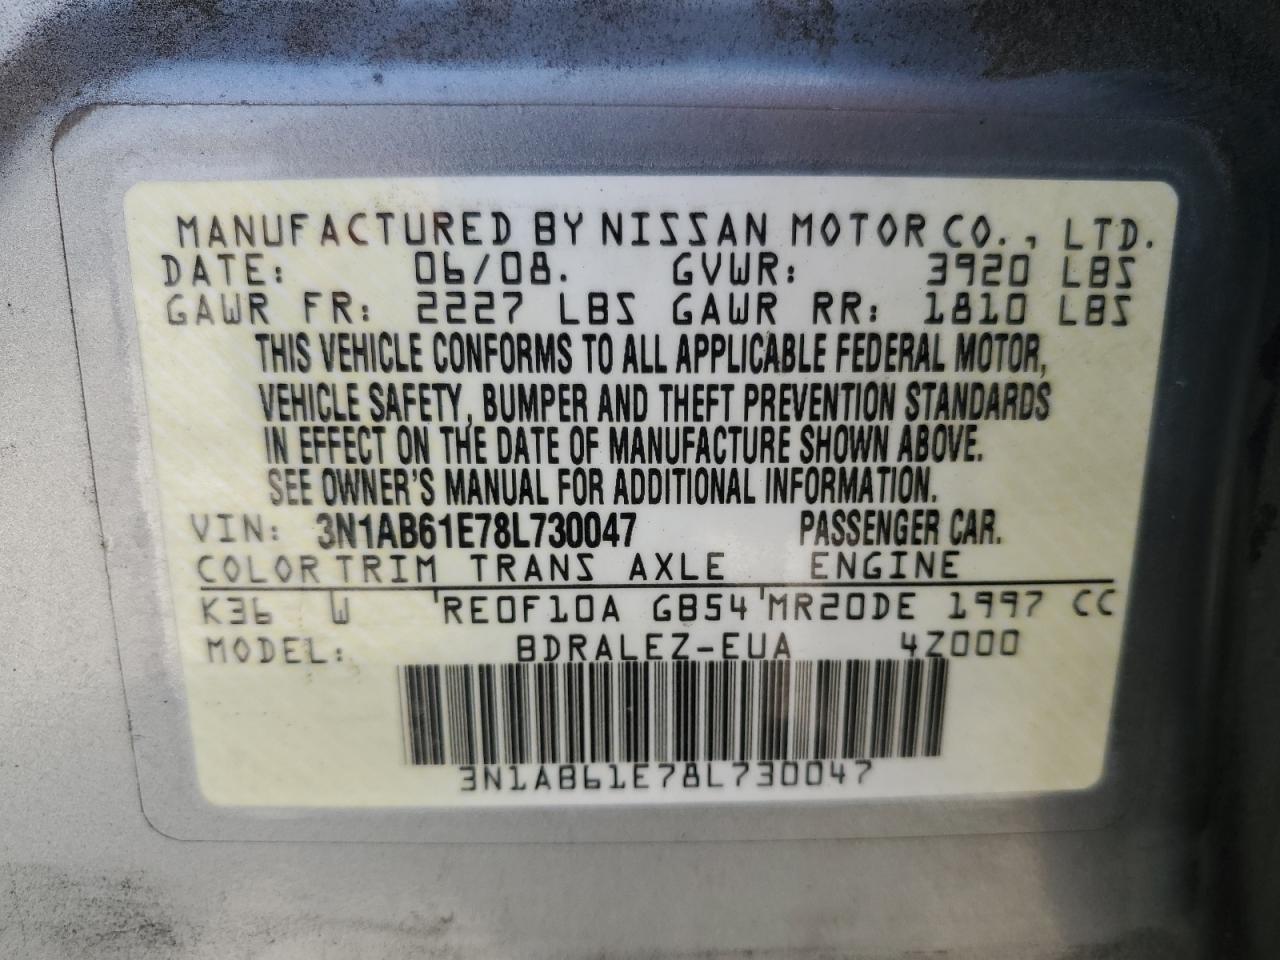 MANUFACTURED BY NISSAN MOTOR CO., LTD.
DATE: 06/08. GVWR: 3920 LBS
GAWR FR: 2227 LBS GAWR RR: 1810 LBS
THIS VEHICLE CONFORMS TO ALL APPLICABLE FEDERAL MOTOR,
VEHICLE SAFETY, BUMPER AND THEFT PREVENTION STANDARDS
IN EFFECT ON THE DATE OF MANUFACTURE SHOWN ABOVE.
SEE OWNER'S MANUAL FOR ADDITIONAL INFORMATION.
VIN: 3N1AB61E78L730047 PASSENGER CAR.
COLOR TRIM TRANS AXLE ENGINE
K36 W 'RE0F10A GB54 'MR20DE 1997 CC
MODEL: BDRALEZ-EUA 4Z000
3N1AB61E78L730047